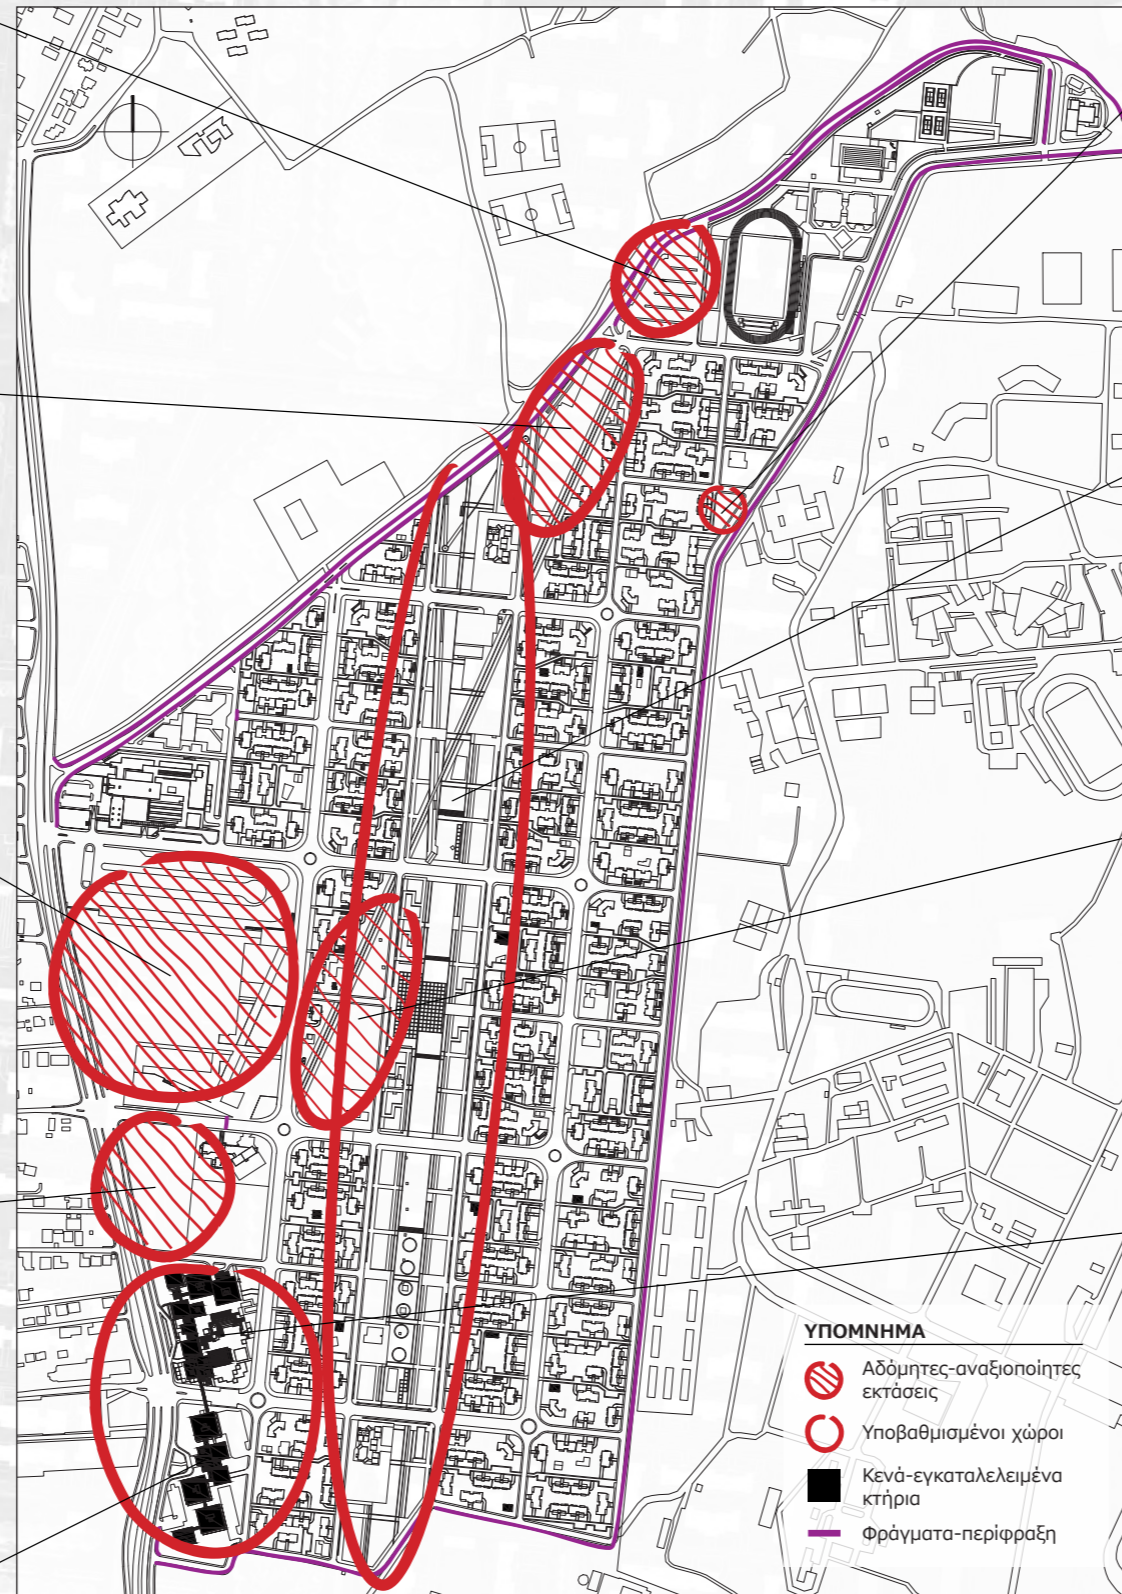 ΥΠΟΜΝΗΜΑ
Αδόμητες-αναξιοποίητες
εκτάσεις
Υποβαθμισμένοι χώροι
Κενά-εγκαταλελειμένα
κτήρια
Φράγματα-περίφραξη